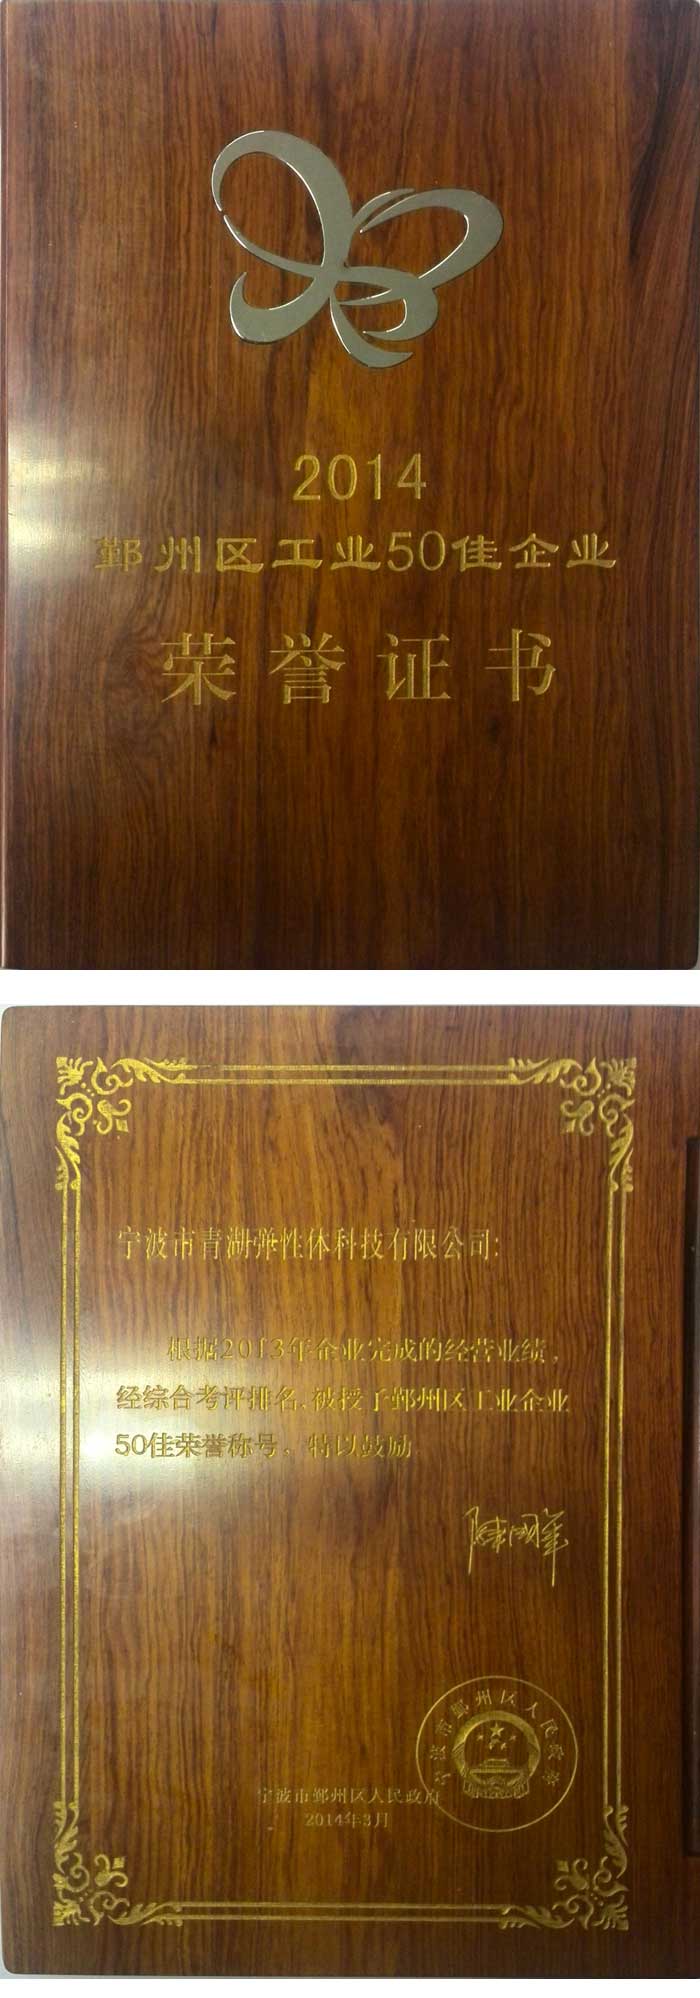 2014
鄞州区工业50佳企业
荣誉证书
宁波市青湖弹性体科技有限公司:
根据2013年企业完成的经营业绩,
经综合考评排名,被授予鄞州区工业企业
50佳荣誉称号，特以鼓励
宁波市鄞州区人民政府
宁波市鄞州区人民政府
2014年3月